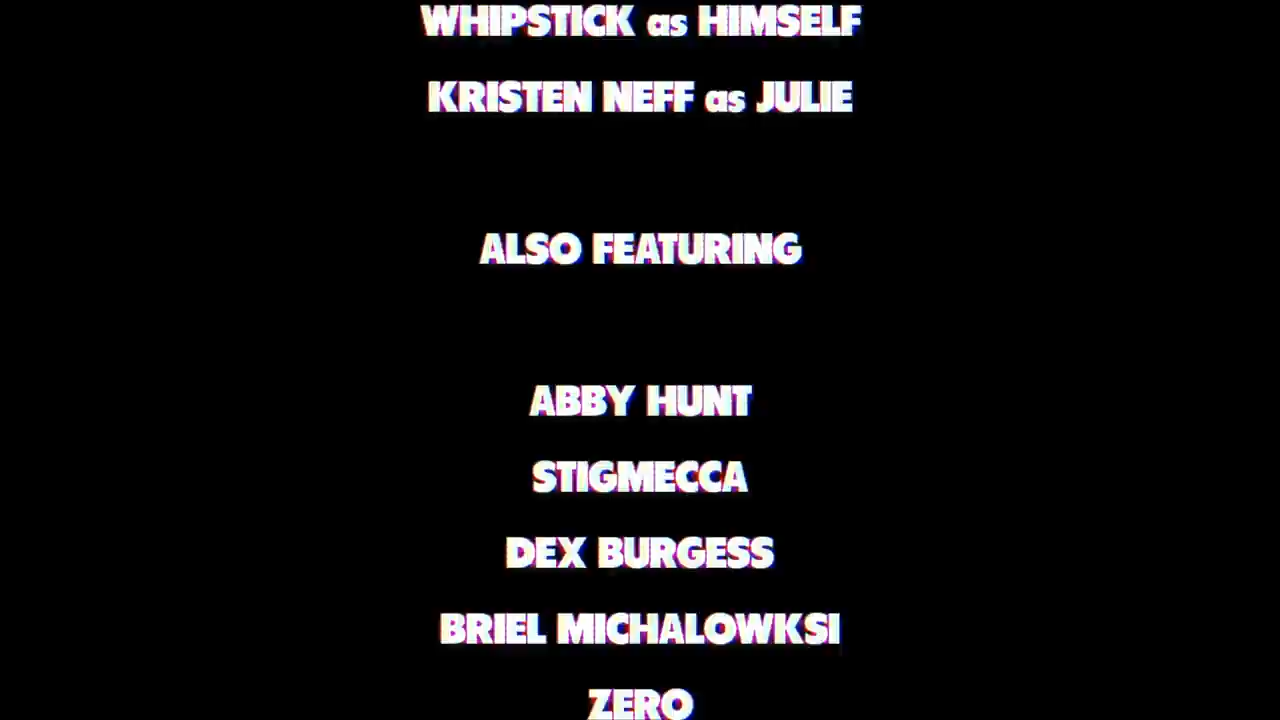 WHIPSTICK as HIMSELF
KRISTEN NEFF as JULIE
ALSO FEATURING
ABBY HUNT
STIGMECCA
DEX BURGESS
BRIEL MICHALOWKSI
ZERO